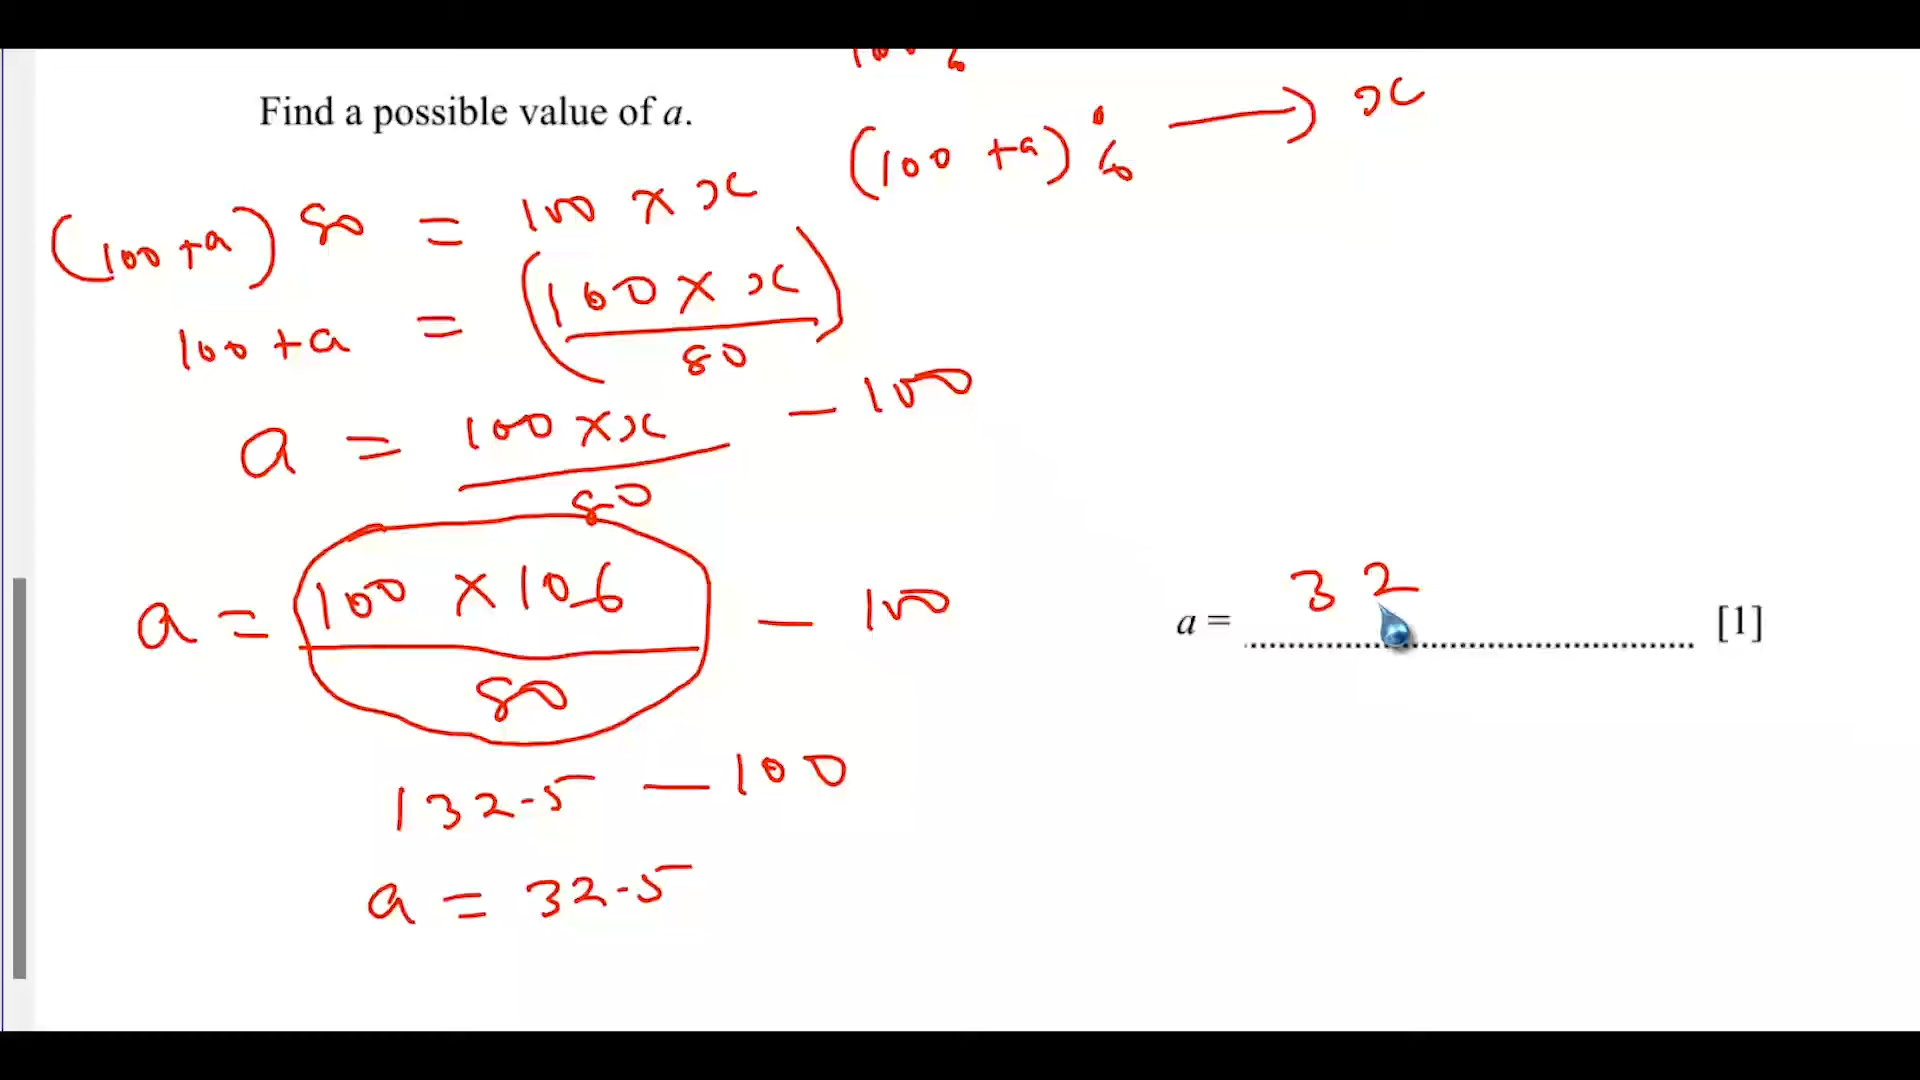 Find a possible value of a.
(100 + a) % → x
(100 + a) 80 = 100 × x
100 + a = (100 × x / 80)
a = 100 × x / 80 − 100
a = 100 × 106 / 80 − 100
132.5 − 100
a = 32.5
a = 32 [1]